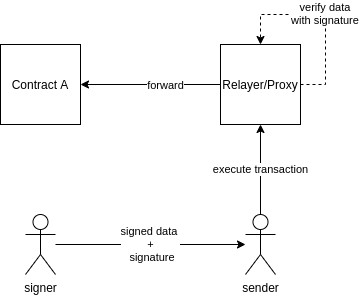 verify data
with signature
Contract A
forward
Relayer/Proxy
execute transaction
signed data
+
signature
signer
sender